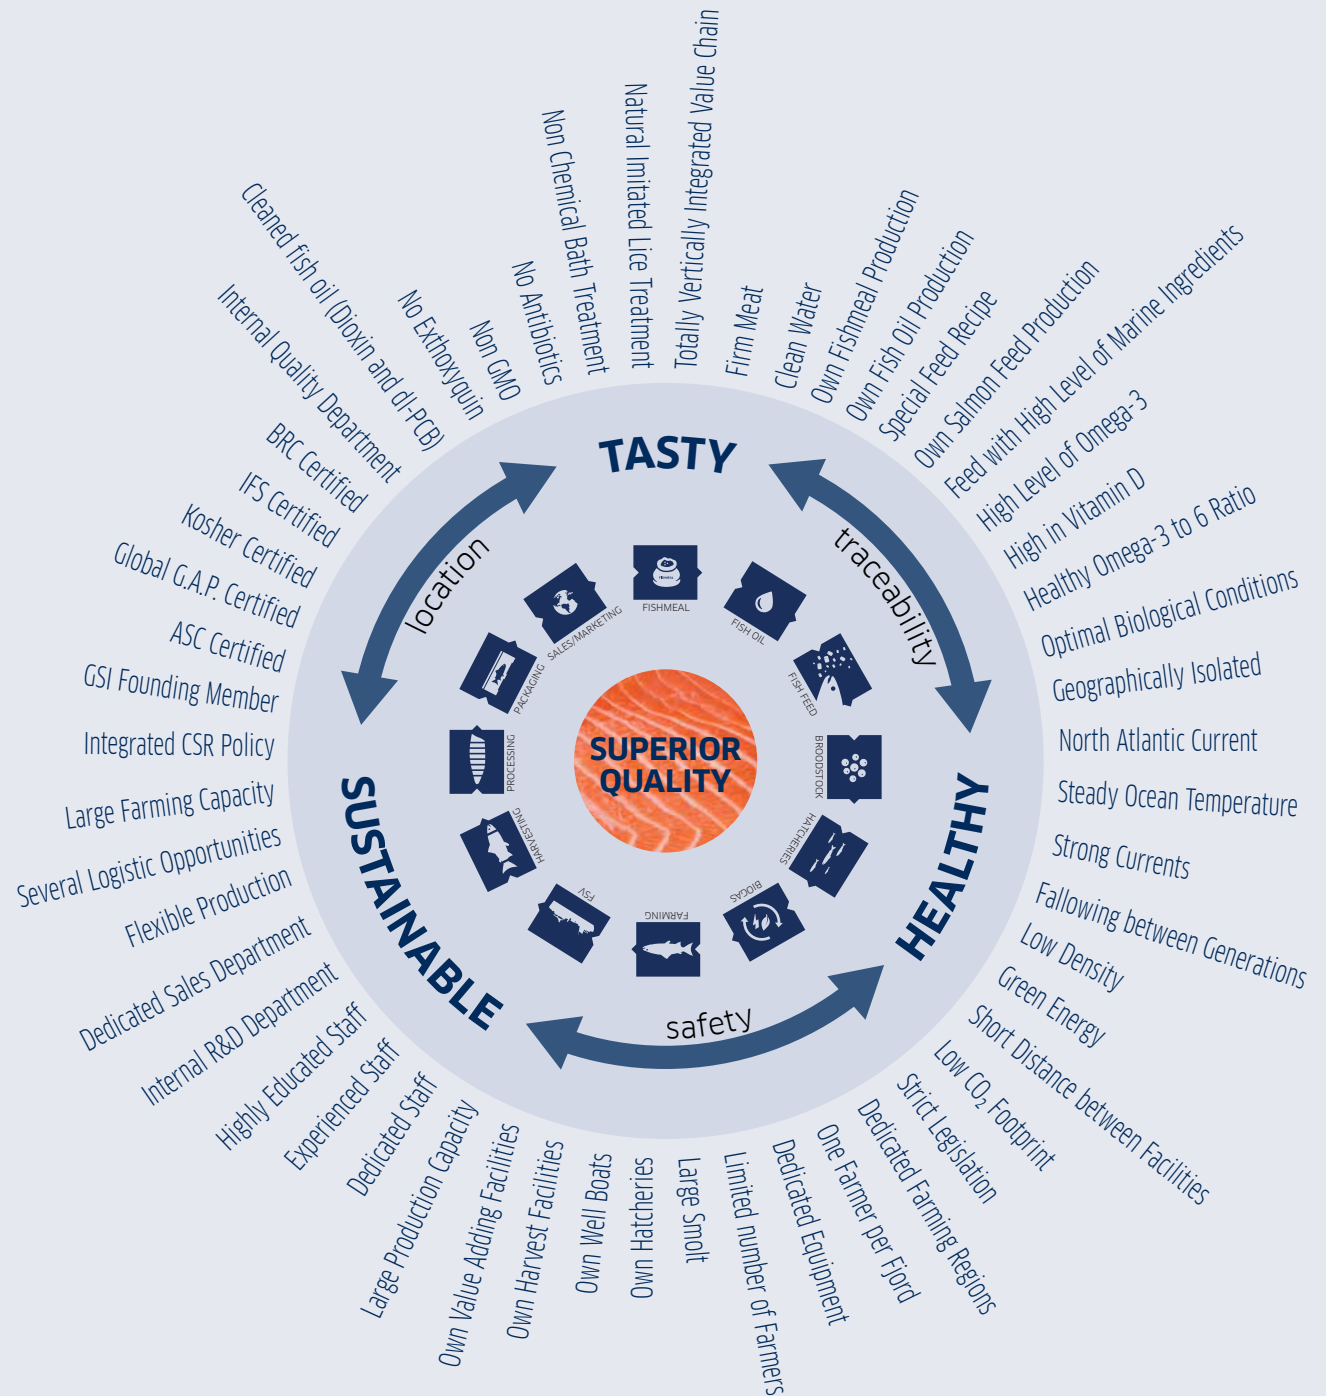 Totally Vertically Integrated Value Chain
Firm Meat
Clean Water
Own Fishmeal Production
Own Fish Oil Production
Special Feed Recipe
Own Salmon Feed Production
Feed with High Level of Marine Ingredients
High Level of Omega-3
High in Vitamin D
Healthy Omega-3 to 6 Ratio
Optimal Biological Conditions
Geographically Isolated
North Atlantic Current
Steady Ocean Temperature
Strong Currents
Fallowing between Generations
Low Density
Green Energy
Short Distance between Facilities
Low CO₂ Footprint
Strict Legislation
Dedicated Farming Regions
One Farmer per Fjord
Dedicated Equipment
Limited number of Farmers
Large Smolt
Own Hatcheries
Own Well Boats
Own Harvest Facilities
Own Value Adding Facilities
Large Production Capacity
Dedicated Staff
Experienced Staff
Highly Educated Staff
Internal R&D Department
Dedicated Sales Department
Flexible Production
Several Logistic Opportunities
Large Farming Capacity
Integrated CSR Policy
GSI Founding Member
ASC Certified
Global G.A.P. Certified
Kosher Certified
IFS Certified
BRC Certified
Internal Quality Department
Cleaned fish oil (Dioxin and dl-PCB)
No Exthoxyquin
Non GMO
No Antibiotics
Non Chemical Bath Treatment
Natural Imitated Lice Treatment
TASTY
traceability
HEALTHY
safety
SUSTAINABLE
location
FISHMEAL
FISH OIL
FISH FEED
BROODSTOCK
HATCHERIES
BIOGAS
FARMING
FSV
HARVESTING
PROCESSING
PACKAGING
SALES/MARKETING
SUPERIOR
QUALITY